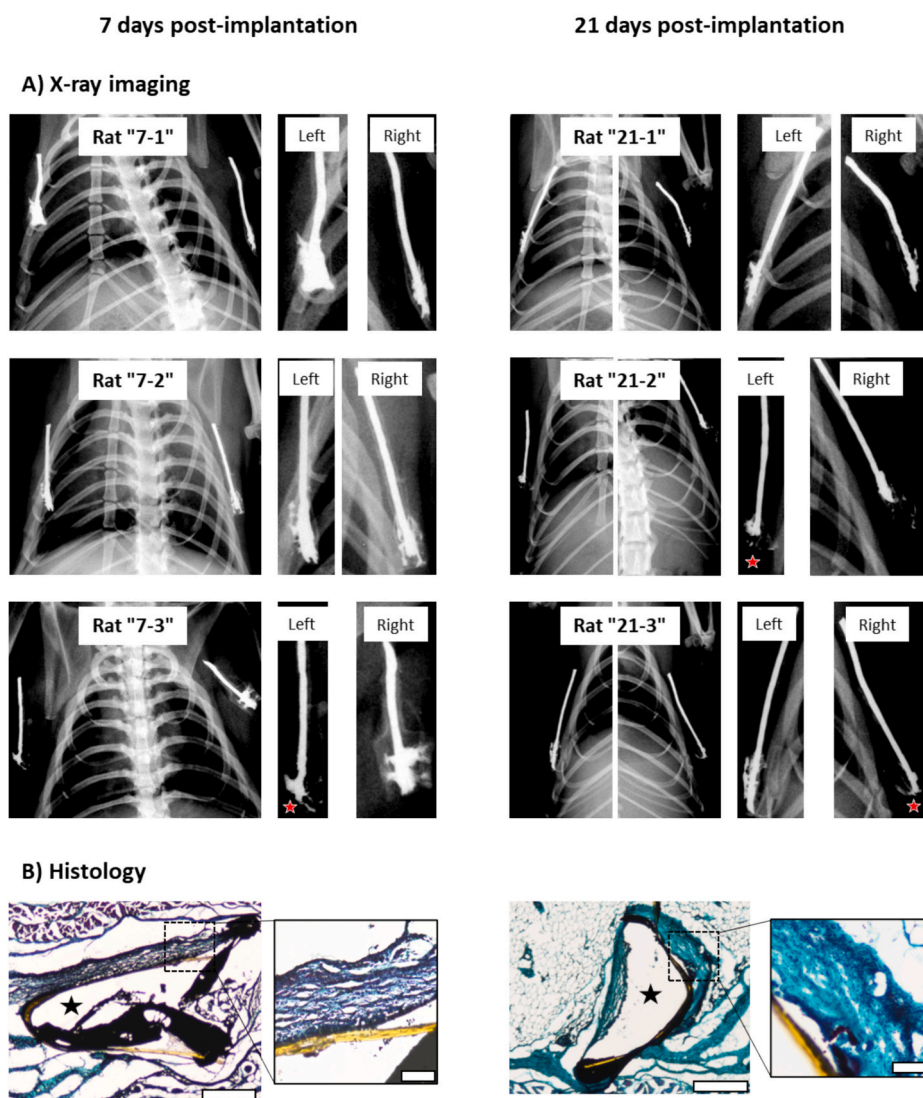 7 days post-implantation
21 days post-implantation
A) X-ray imaging
Rat "7-1"
Left
Right
Rat "21-1"
Left
Right
Rat "7-2"
Left
Right
Rat "21-2"
Left
Right
Rat "7-3"
Left
Right
Rat "21-3"
Left
Right
B) Histology